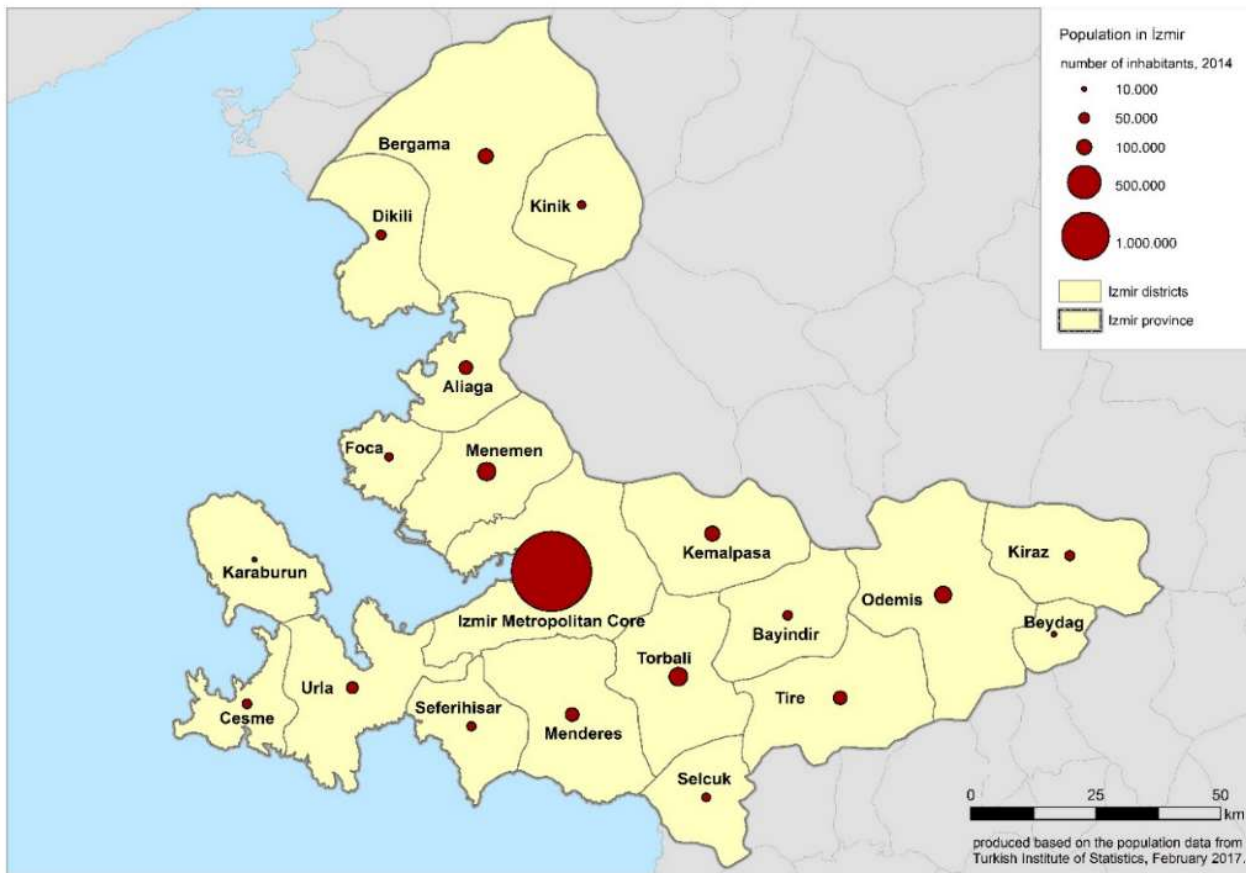 Population in İzmir
number of inhabitants, 2014
10.000
50.000
100.000
500.000
1.000.000
Izmir districts
Izmir province
Bergama
Kinik
Dikili
Aliaga
Foca
Menemen
Karaburun
Kemalpasa
Kiraz
Odemis
Beydag
Izmir Metropolitan Core
Bayindir
Torbali
Urla
Tire
Cesme
Seferihisar
Menderes
Selcuk
0 25 50
km
produced based on the population data from
Turkish Institute of Statistics, February 2017.